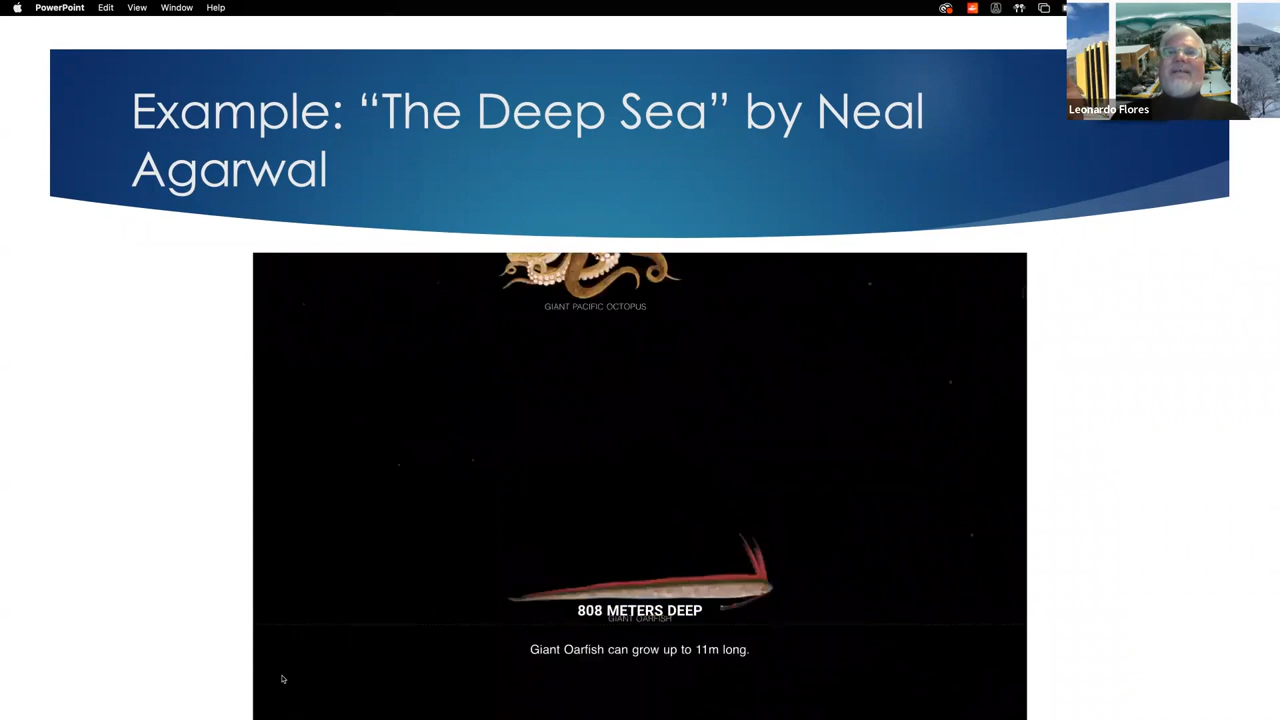 PowerPoint Edit View Window Help
Leonardo Flores
Example: “The Deep Sea” by Neal
Agarwal
GIANT PACIFIC OCTOPUS
808 METERS DEEP
GIANT OARFISH
Giant Oarfish can grow up to 11m long.